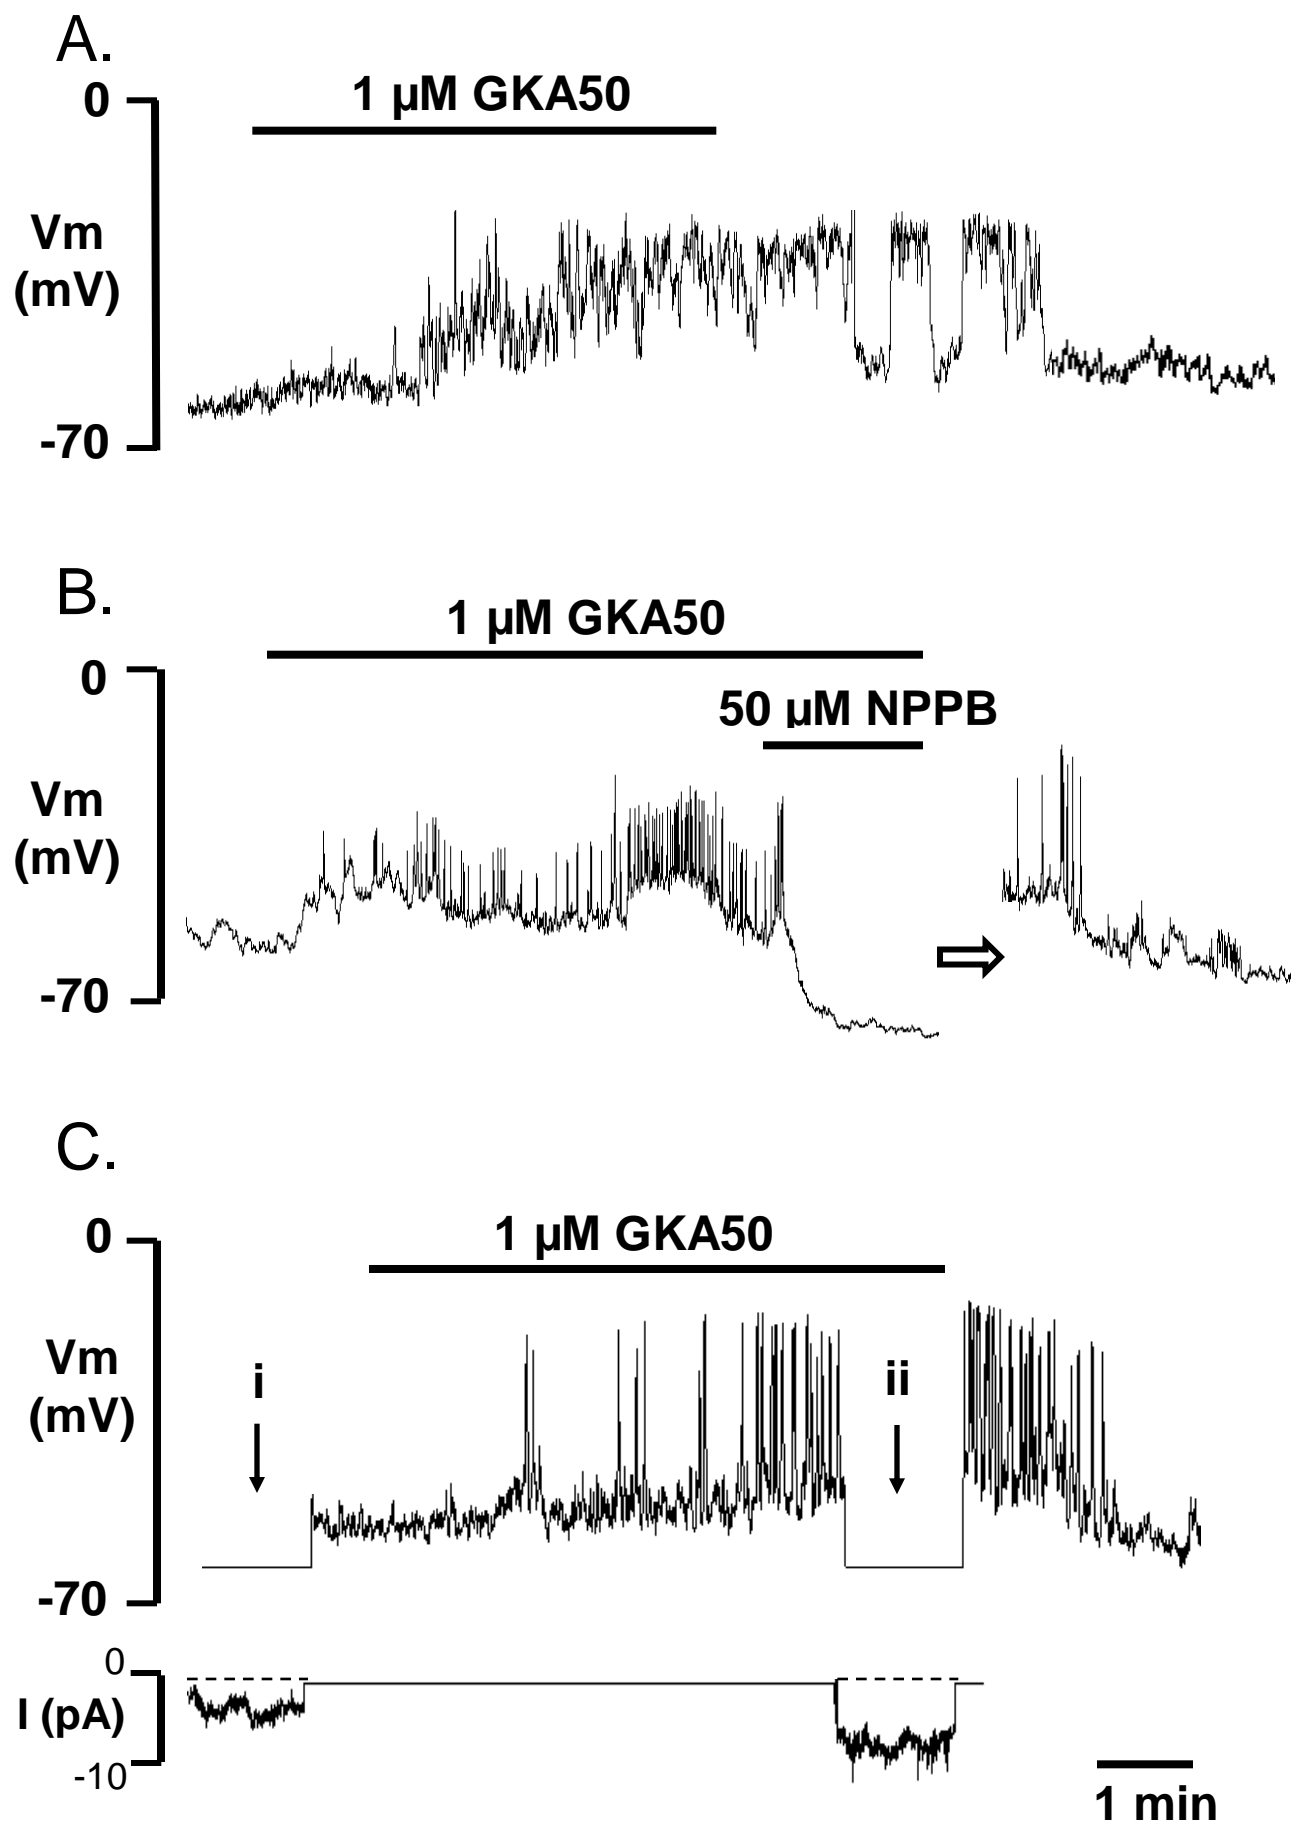 A.
0
1 µM GKA50
Vm
(mV)
-70
B.
1 µM GKA50
0
50 µM NPPB
Vm
(mV)
-70
C.
0
1 µM GKA50
Vm
(mV)
i
ii
-70
0
I (pA)
-10
1 min